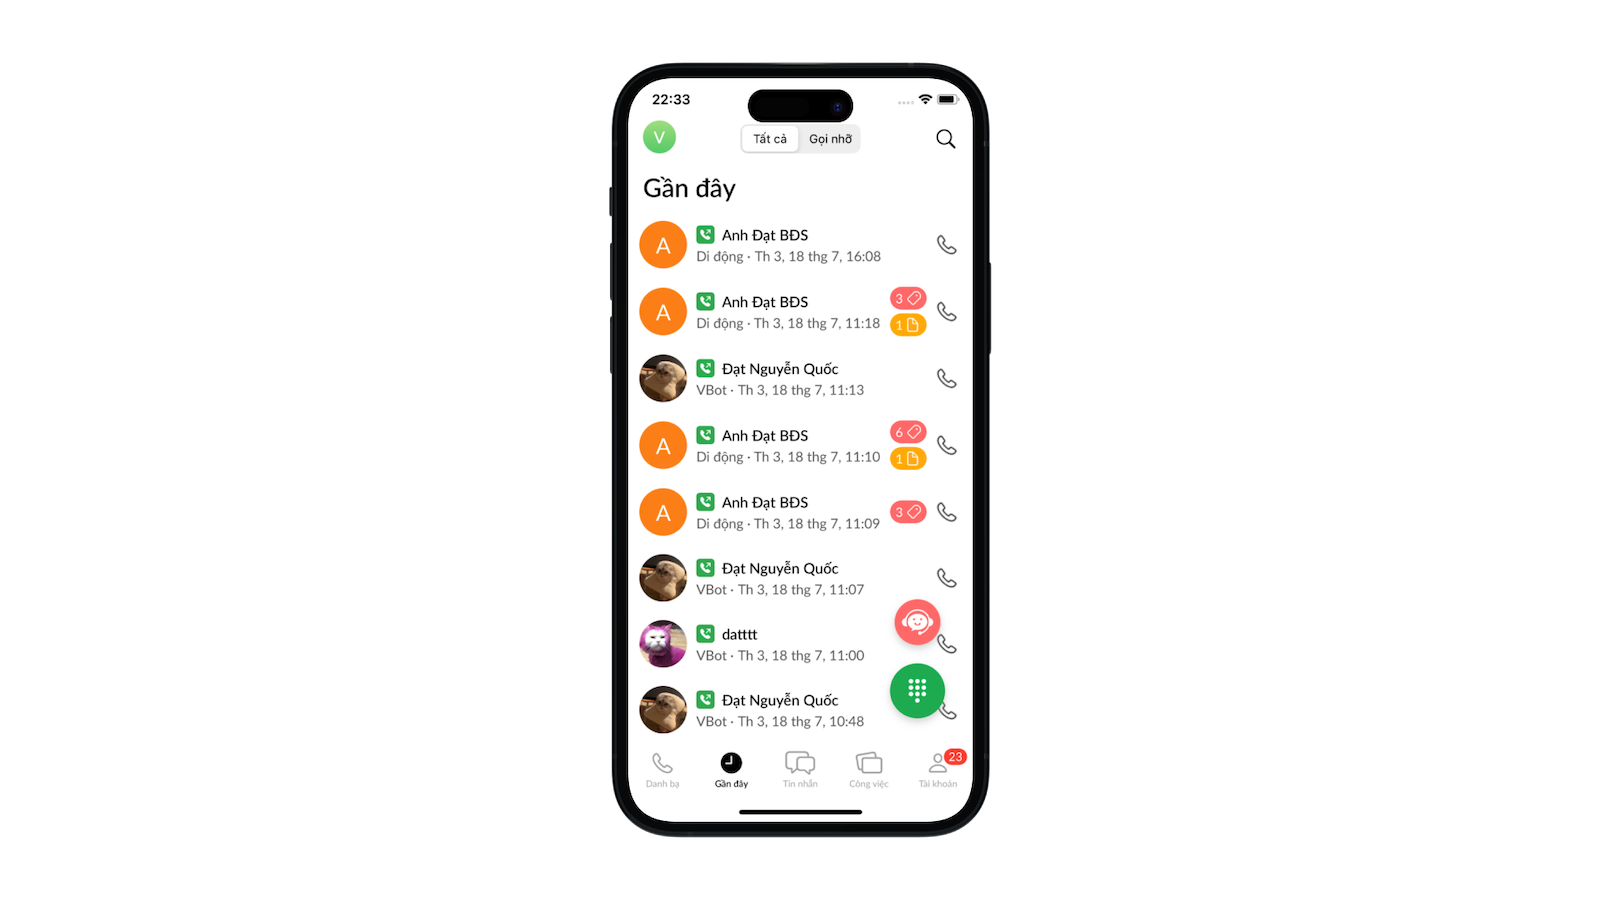 22:33
V
Tất cả
Gọi nhỡ
Gần đây
A
Anh Đạt BĐS
Di động · Th 3, 18 thg 7, 16:08
A
Anh Đạt BĐS
Di động · Th 3, 18 thg 7, 11:18
3
1
Đạt Nguyễn Quốc
VBot · Th 3, 18 thg 7, 11:13
A
Anh Đạt BĐS
Di động · Th 3, 18 thg 7, 11:10
6
1
A
Anh Đạt BĐS
Di động · Th 3, 18 thg 7, 11:09
3
Đạt Nguyễn Quốc
VBot · Th 3, 18 thg 7, 11:07
datttt
VBot · Th 3, 18 thg 7, 11:00
Đạt Nguyễn Quốc
VBot · Th 3, 18 thg 7, 10:48
23
Danh bạ
Gần đây
Tin nhắn
Công việc
Tài khoản